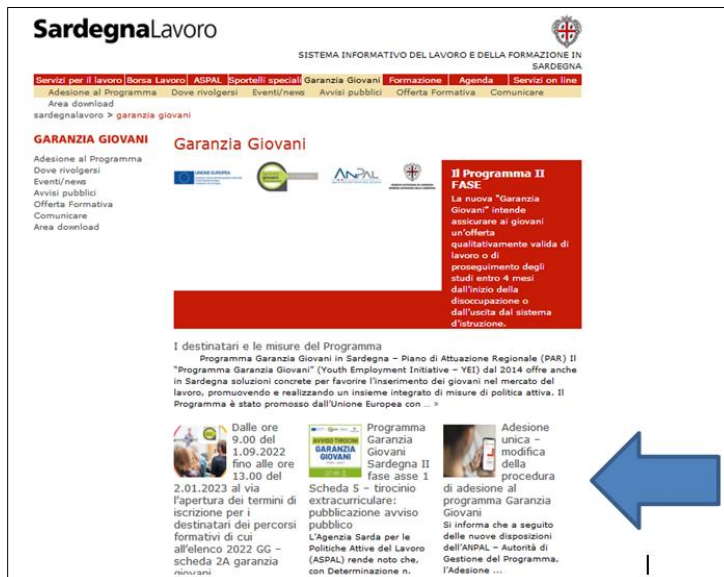 SardegnaLavoro
SISTEMA INFORMATIVO DEL LAVORO E DELLA FORMAZIONE IN
SARDEGNA
Servizi per il lavoro Borsa Lavoro ASPAL Sportelli speciali Garanzia Giovani Formazione Agenda Servizi on line
Adesione al Programma Dove rivolgersi Eventi/news Avvisi pubblici Offerta Formativa Comunicare
Area download
sardegnalavoro > garanzia giovani
GARANZIA GIOVANI
Adesione al Programma
Dove rivolgersi
Eventi/news
Avvisi pubblici
Offerta Formativa
Comunicare
Area download
Garanzia Giovani
UNIONE EUROPEA
ANPAL
Il Programma II
FASE
La nuova "Garanzia
Giovani" intende
assicurare ai giovani
un'offerta
qualitativamente valida di
lavoro o di
proseguimento degli
studi entro 4 mesi
dall'inizio della
disoccupazione o
dall'uscita dal sistema
d'istruzione.
I destinatari e le misure del Programma
Programma Garanzia Giovani in Sardegna – Piano di Attuazione Regionale (PAR) Il
"Programma Garanzia Giovani" (Youth Employment Initiative – YEI) dal 2014 offre anche
in Sardegna soluzioni concrete per favorire l'inserimento dei giovani nel mercato del
lavoro, promuovendo e realizzando un insieme integrato di misure di politica attiva. Il
Programma è stato promosso dall'Unione Europea con ... »
Dalle ore
9.00 del
1.09.2022
fino alle ore
13.00 del
2.01.2023 al via
l'apertura dei termini di
iscrizione per i
destinatari dei percorsi
formativi di cui
all'elenco 2022 GG –
scheda 2A garanzia
giovani
AVVISO TIROCINI
GARANZIA
GIOVANI
Programma
Garanzia
Giovani
Sardegna II
fase asse 1
Scheda 5 – tirocinio
extracurriculare:
pubblicazione avviso
pubblico
L'Agenzia Sarda per le
Politiche Attive del Lavoro
(ASPAL) rende noto che,
con Determinazione n.
Adesione
unica –
modifica
della
procedura
di adesione al
programma Garanzia
Giovani
Si informa che a seguito
delle nuove disposizioni
dell'ANPAL – Autorità di
Gestione del Programma,
l'Adesione ...